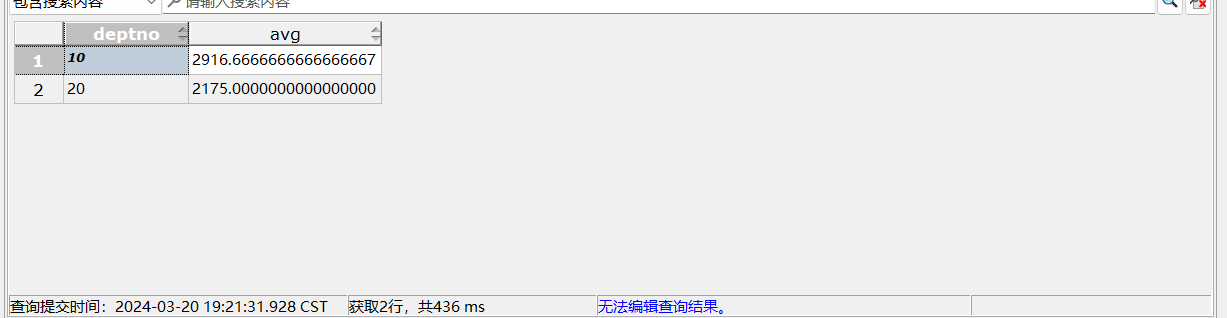 包含搜索内容 请输入搜索内容
deptno avg
1 10 2916.6666666666666667
2 20 2175.0000000000000000
查询提交时间：2024-03-20 19:21:31.928 CST 获取2行，共436 ms 无法编辑查询结果。